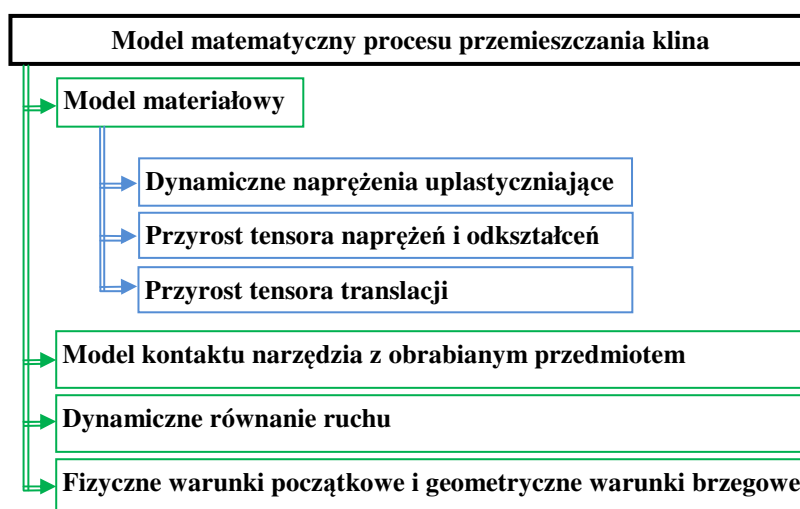 Model matematyczny procesu przemieszczania klina
Model materiałowy
Dynamiczne naprężenia uplastyczniające
Przyrost tensora naprężeń i odkształceń
Przyrost tensora translacji
Model kontaktu narzędzia z obrabianym przedmiotem
Dynamiczne równanie ruchu
Fizyczne warunki początkowe i geometryczne warunki brzegowe